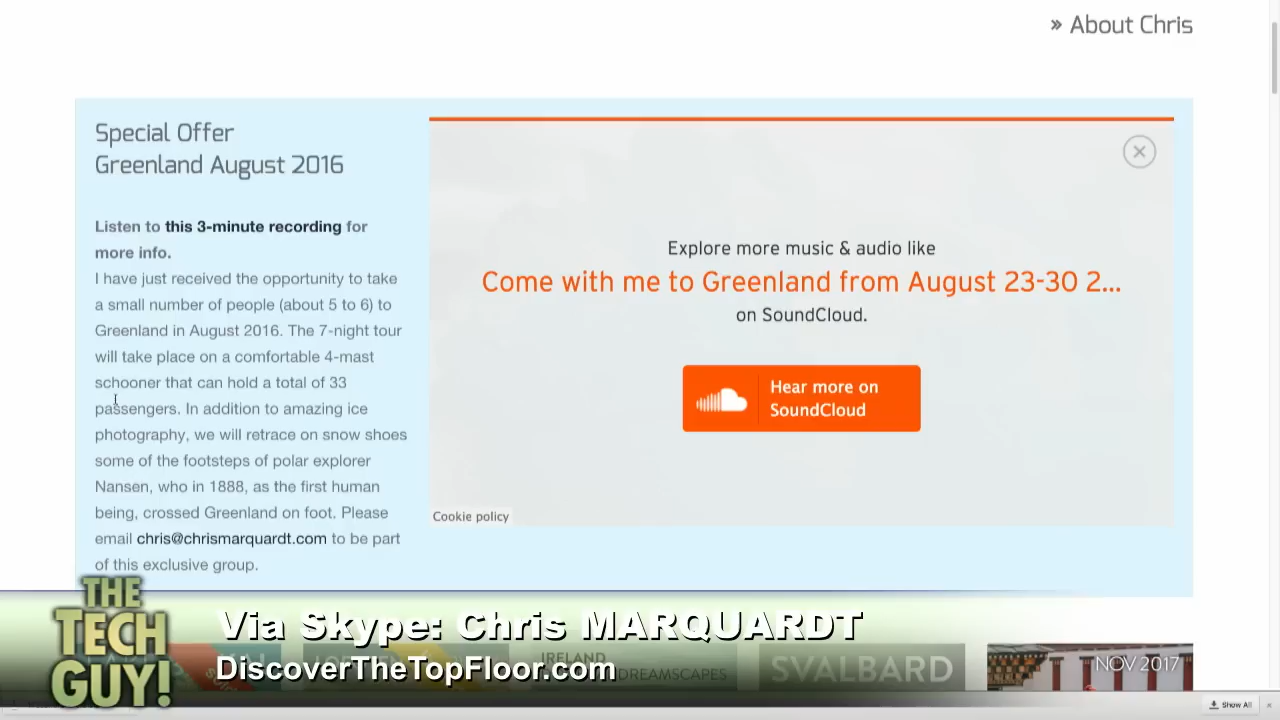 » About Chris
Special Offer
Greenland August 2016
Listen to this 3-minute recording for
more info.
I have just received the opportunity to take
a small number of people (about 5 to 6) to
Greenland in August 2016. The 7-night tour
will take place on a comfortable 4-mast
schooner that can hold a total of 33
passengers. In addition to amazing ice
photography, we will retrace on snow shoes
some of the footsteps of polar explorer
Nansen, who in 1888, as the first human
being, crossed Greenland on foot. Please
email chris@chrismarquardt.com to be part
of this exclusive group.
Explore more music & audio like
Come with me to Greenland from August 23-30 2...
on SoundCloud.
Hear more on
SoundCloud
Cookie policy
THE
TECH
GUY!
Via Skype: Chris MARQUARDT
DiscoverTheTopFloor.com
IRELAND
DREAMSCAPES
SVALBARD
NOV 2017
Show All